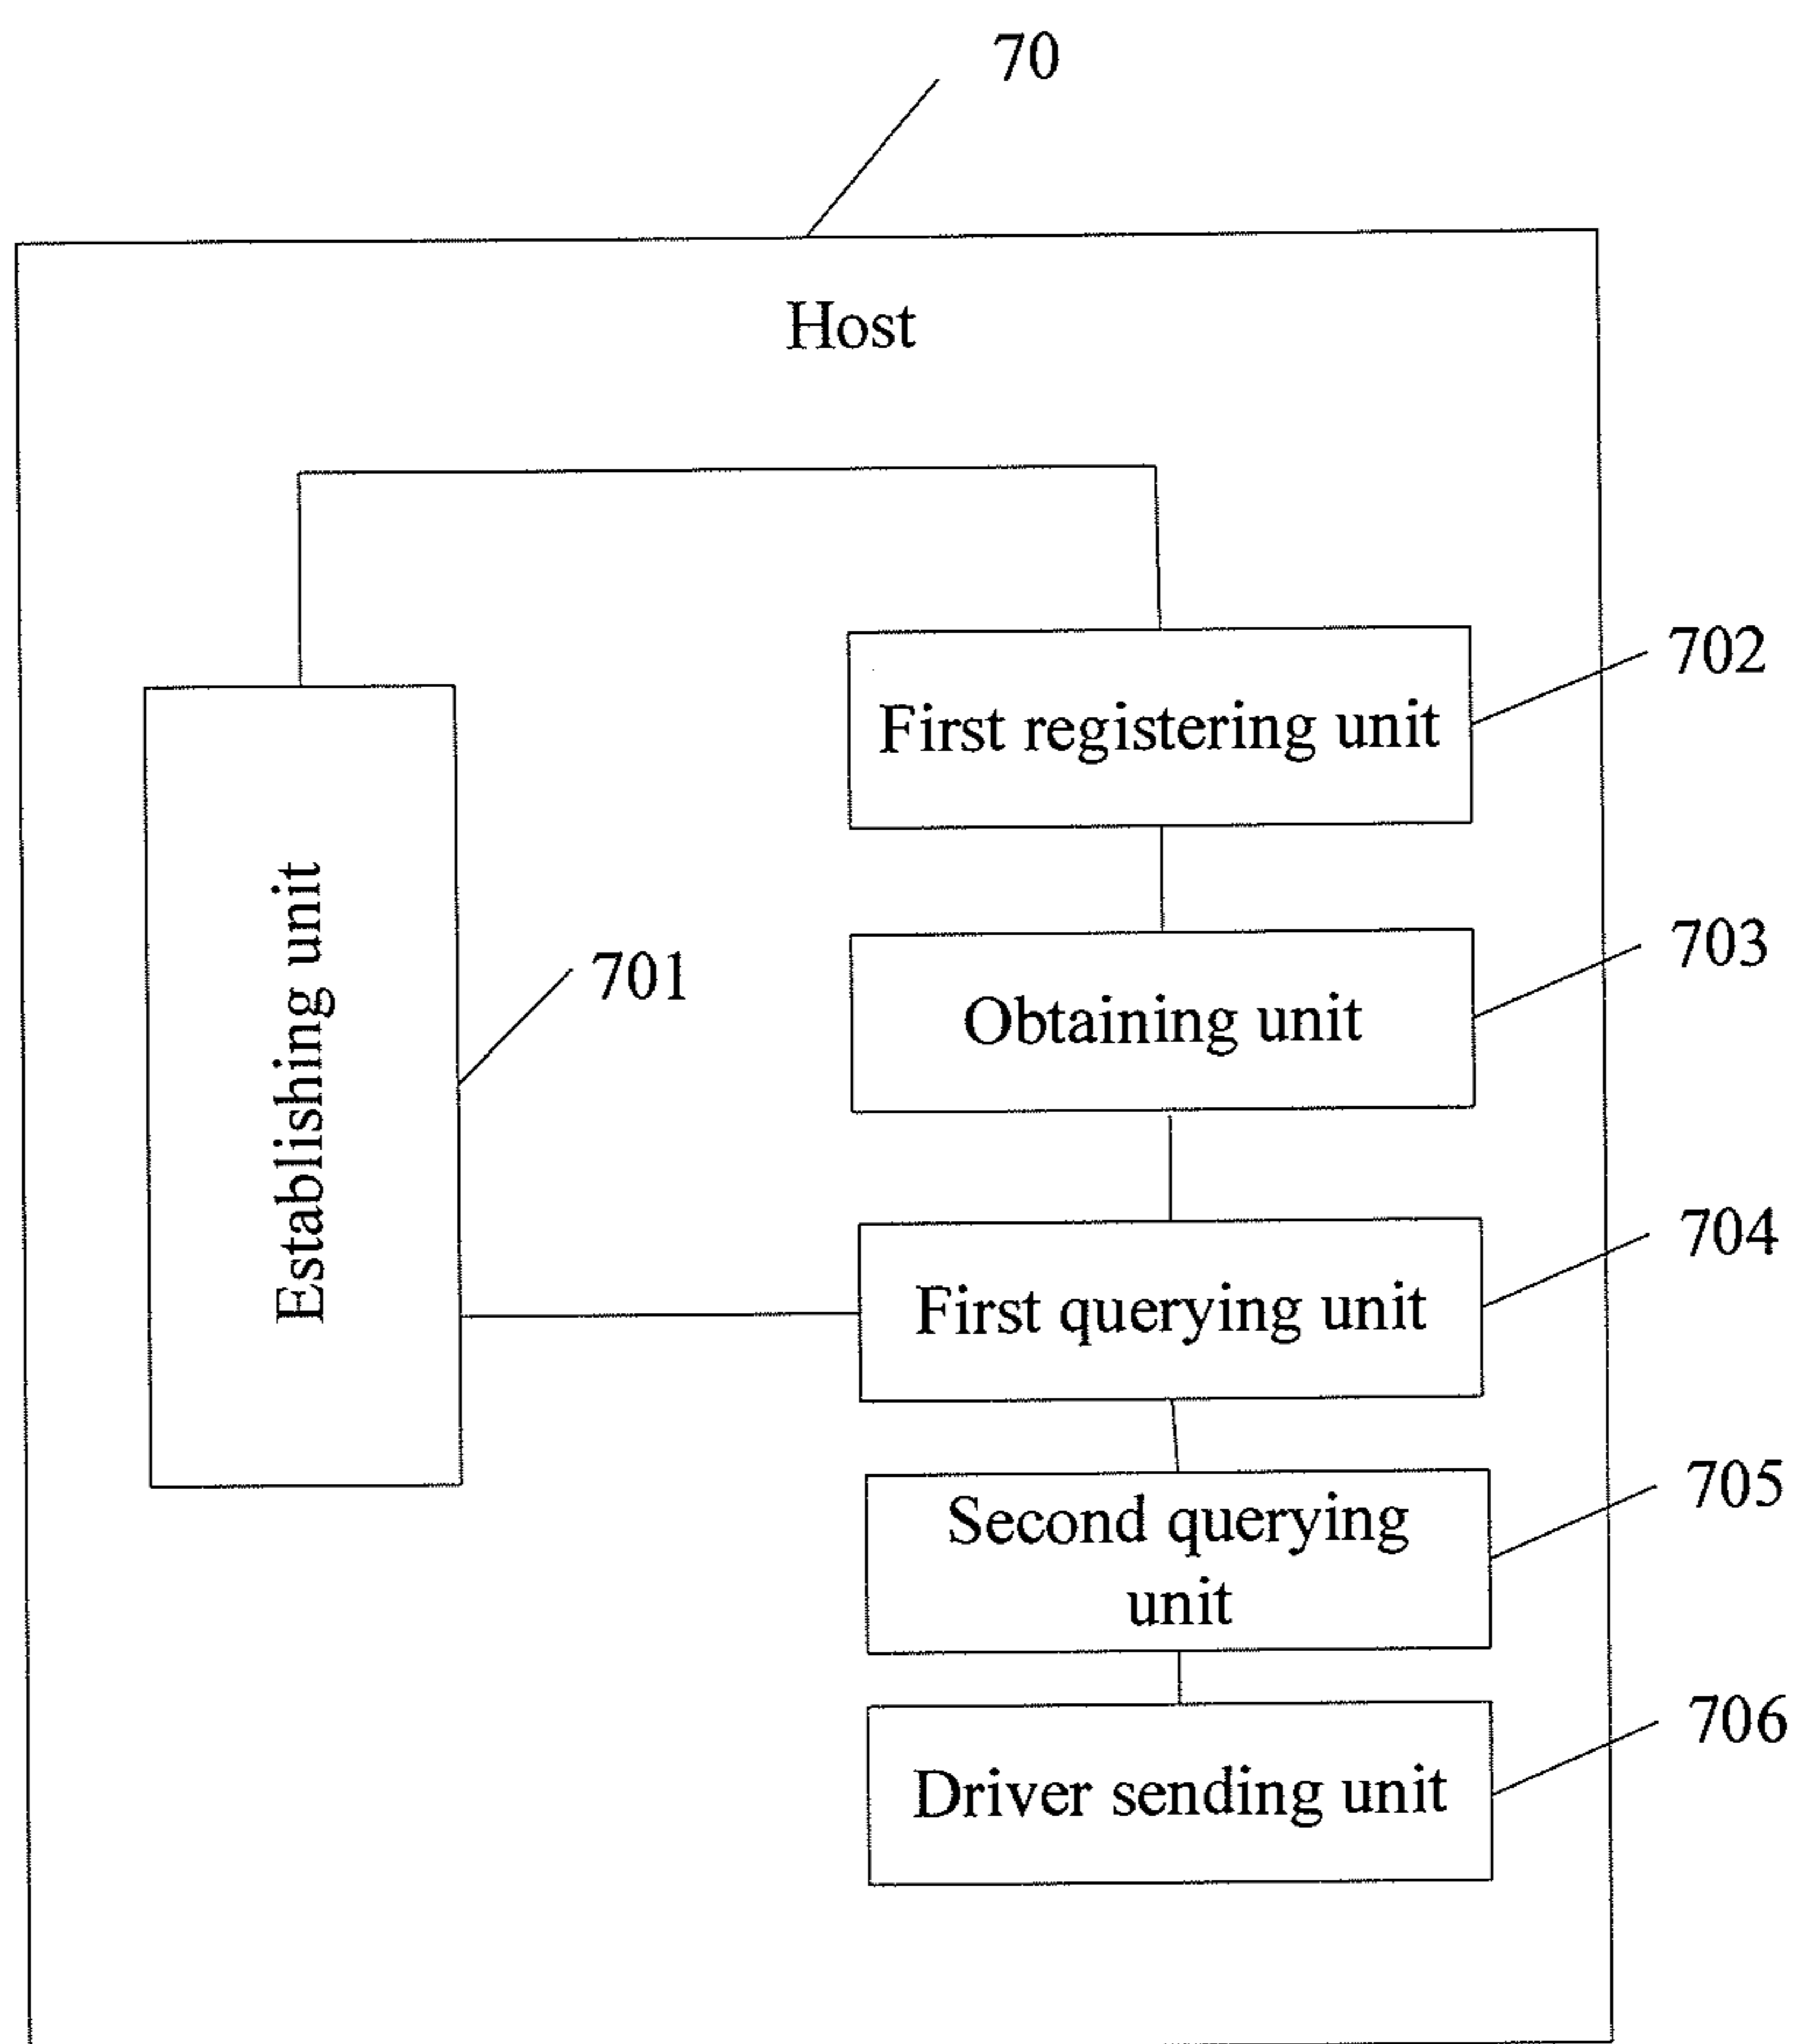 70
Host
702
First registering unit
703
Obtaining unit
Establishing unit
701
704
First querying unit
705
Second querying
unit
706
Driver sending unit